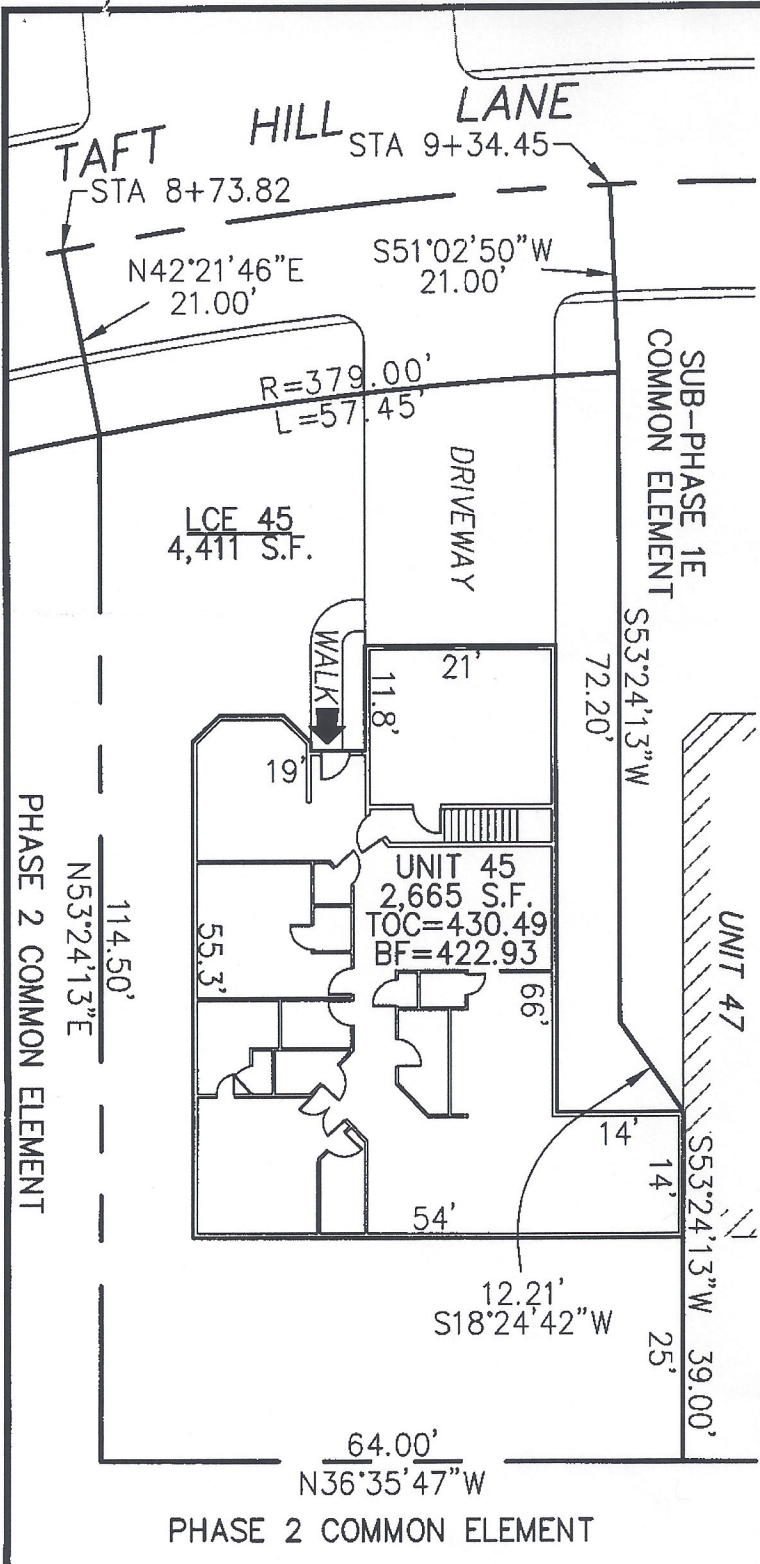 TAFT HILL LANE
STA 9+34.45
STA 8+73.82
N42°21'46"E
21.00'
S51°02'50"W
21.00'
R=379.00'
L=57.45'
SUB-PHASE 1E
COMMON ELEMENT
DRIVEWAY
LCE 45
4,411 S.F.
WALK
21'
11.8'
19'
S53°24'13"W
72.20'
UNIT 45
2,665 S.F.
TOC=430.49
BF=422.93
UNIT 47
55.3'
66'
PHASE 2 COMMON ELEMENT
114.50'
N53°24'13"E
14'
14'
54'
S53°24'13"W 39.00'
12.21'
S18°24'42"W
25'
64.00'
N36°35'47"W
PHASE 2 COMMON ELEMENT